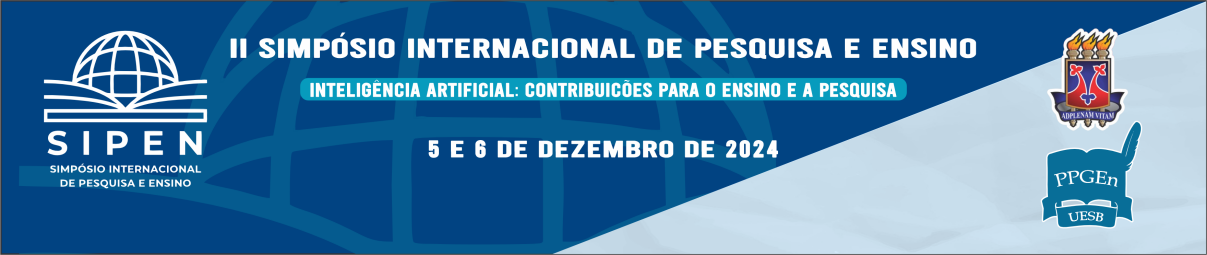 II SIMPÓSIO INTERNACIONAL DE PESQUISA E ENSINO
INTELIGÊNCIA ARTIFICIAL: CONTRIBUICÕES PARA O ENSINO E A PESQUISA
5 E 6 DE DEZEMBRO DE 2024
SIPEN
SIMPÓSIO INTERNACIONAL
DE PESQUISA E ENSINO
ADPLENAM VITAM
PPGEn
UESB